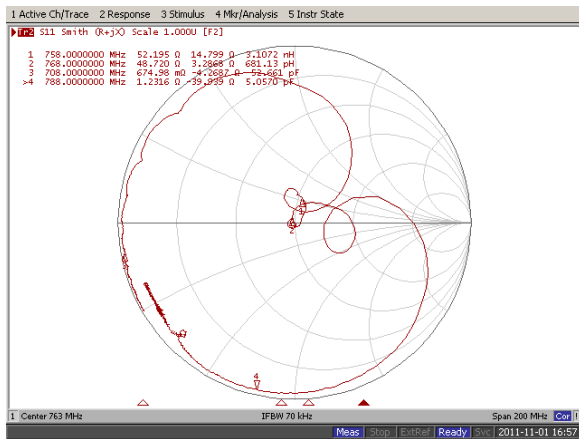 1 Active Ch/Trace 2 Response 3 Stimulus 4 Mkr/Analysis 5 Instr State
Tr2 S11 Smith (R+jX) Scale 1.000U [F2]
1 758.0000000 MHz 52.195 Ω 14.799 Ω 3.1072 nH
2 768.0000000 MHz 48.720 Ω 3.2868 Ω 681.13 pH
3 708.0000000 MHz 674.98 mΩ -4.2687 Ω 52.661 pF
>4 788.0000000 MHz 1.2316 Ω -39.939 Ω 5.0570 pF
1
2
4
1 Center 763 MHz IFBW 70 kHz Span 200 MHz Cor !
Meas Stop ExtRef Ready Svc 2011-11-01 16:57